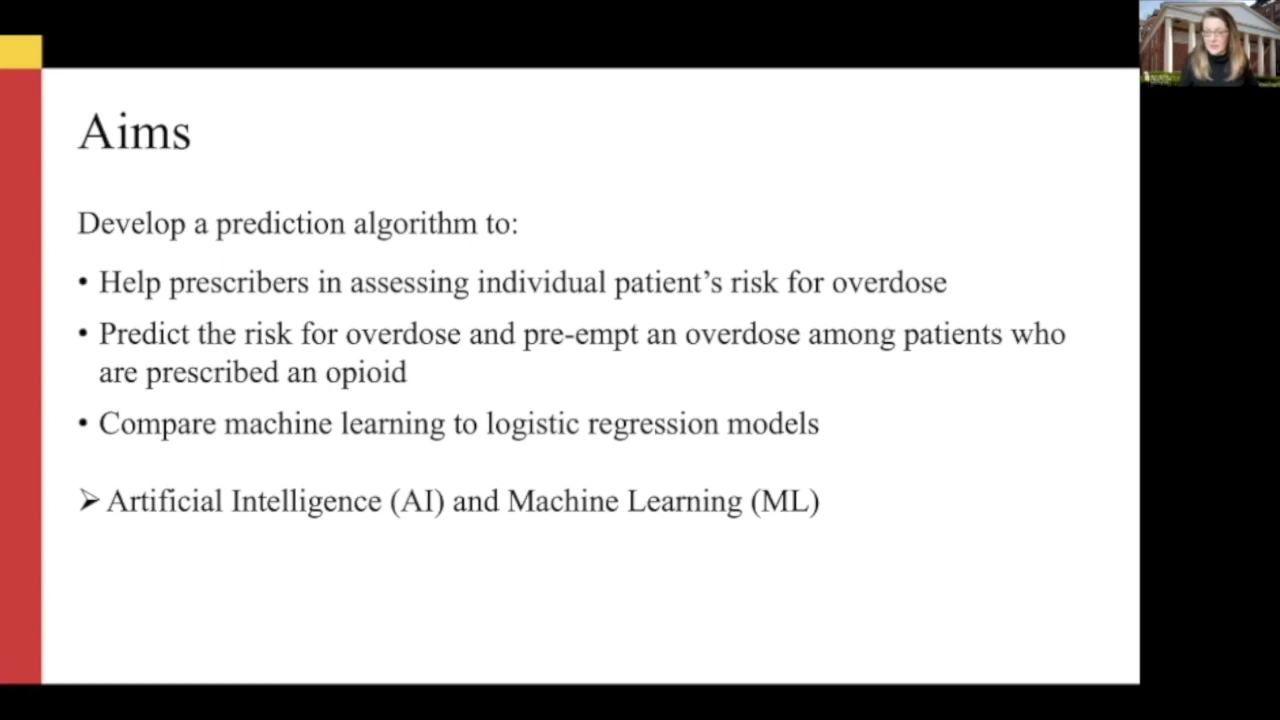 Aims
Develop a prediction algorithm to:
• Help prescribers in assessing individual patient’s risk for overdose
• Predict the risk for overdose and pre-empt an overdose among patients who
are prescribed an opioid
• Compare machine learning to logistic regression models
➢ Artificial Intelligence (AI) and Machine Learning (ML)